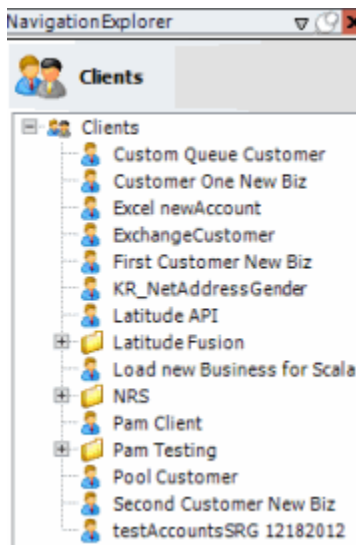 NavigationExplorer
Clients
Clients
Custom Queue Customer
Customer One New Biz
Excel newAccount
ExchangeCustomer
First Customer New Biz
KR_NetAddressGender
Latitude API
Latitude Fusion
Load new Business for Scala
NRS
Pam Client
Pam Testing
Pool Customer
Second Customer New Biz
testAccountsSRG 12182012